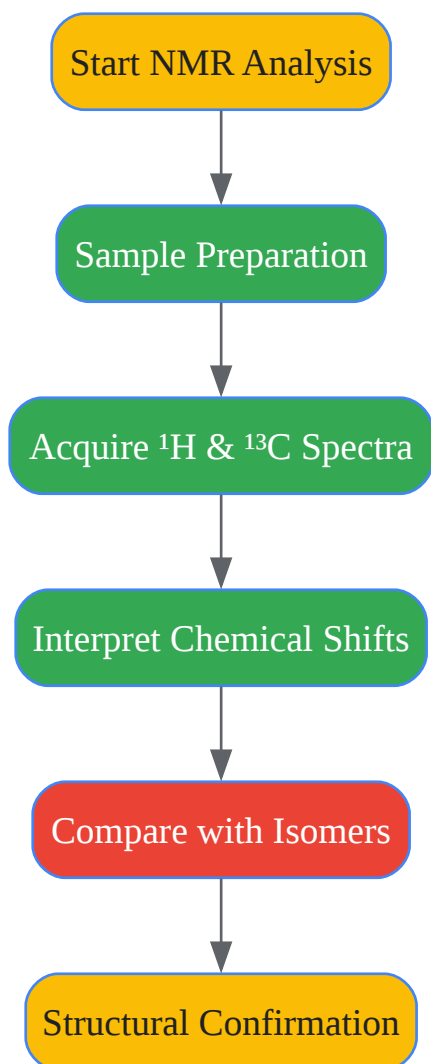 Start NMR Analysis
Sample Preparation
Acquire ¹H & ¹³C Spectra
Interpret Chemical Shifts
Compare with Isomers
Structural Confirmation